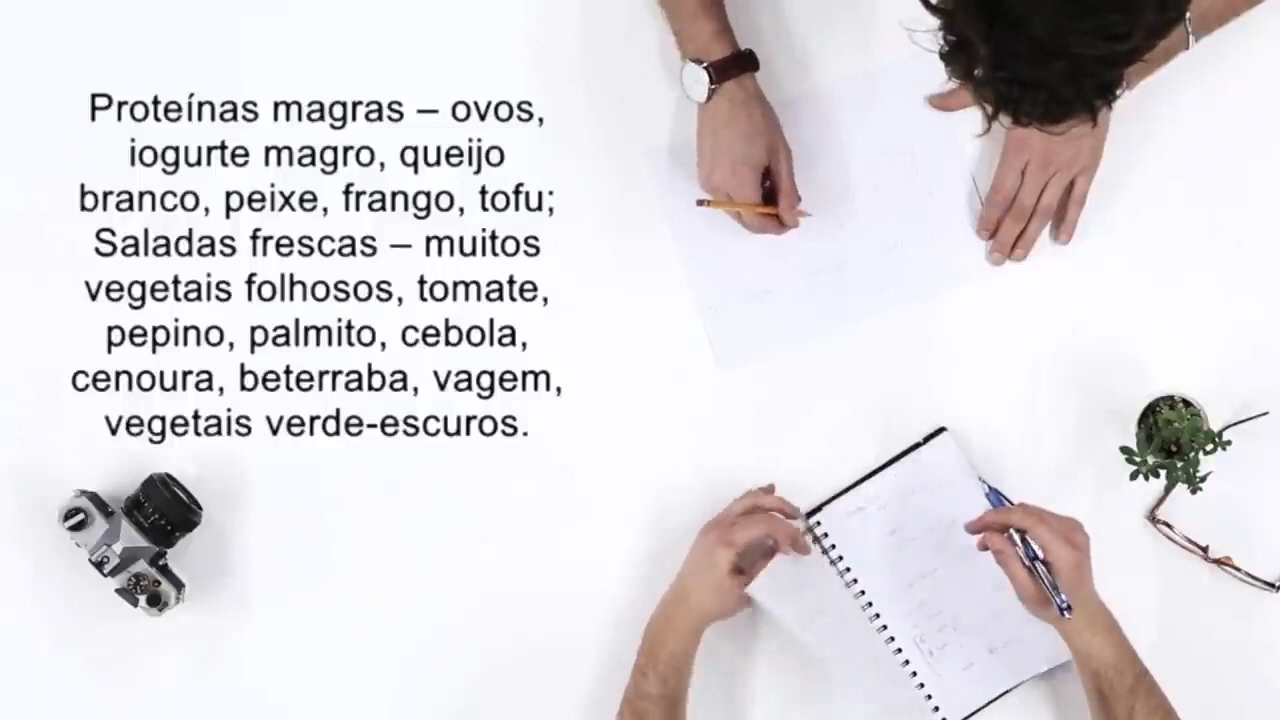 Proteínas magras – ovos,
iogurte magro, queijo
branco, peixe, frango, tofu;
Saladas frescas – muitos
vegetais folhosos, tomate,
pepino, palmito, cebola,
cenoura, beterraba, vagem,
vegetais verde-escuros.